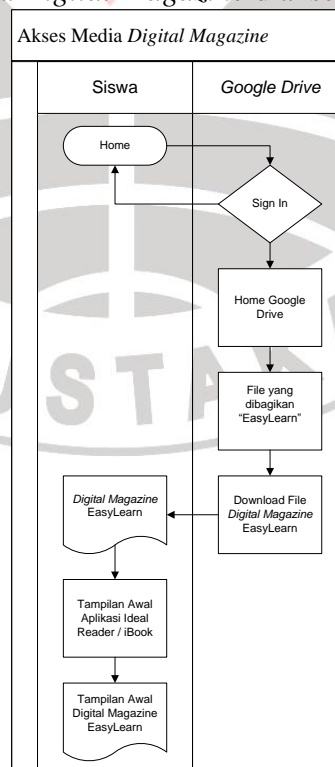 Akses Media Digital Magazine
Siswa
Google Drive
Home
Sign In
Home Google
Drive
File yang
dibagikan
“EasyLearn”
Download File
Digital Magazine
EasyLearn
Digital Magazine
EasyLearn
Tampilan Awal
Aplikasi Ideal
Reader / iBook
Tampilan Awal
Digital Magazine
EasyLearn